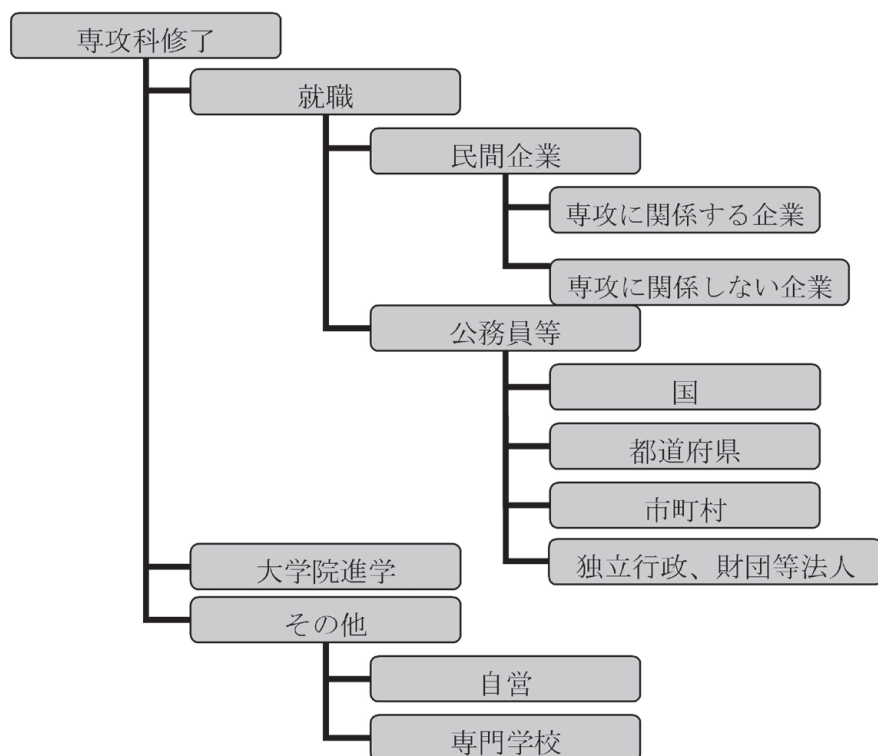 専攻科修了
就職
民間企業
専攻に関係する企業
専攻に関係しない企業
公務員等
国
都道府県
市町村
独立行政、財団等法人
大学院進学
その他
自営
専門学校